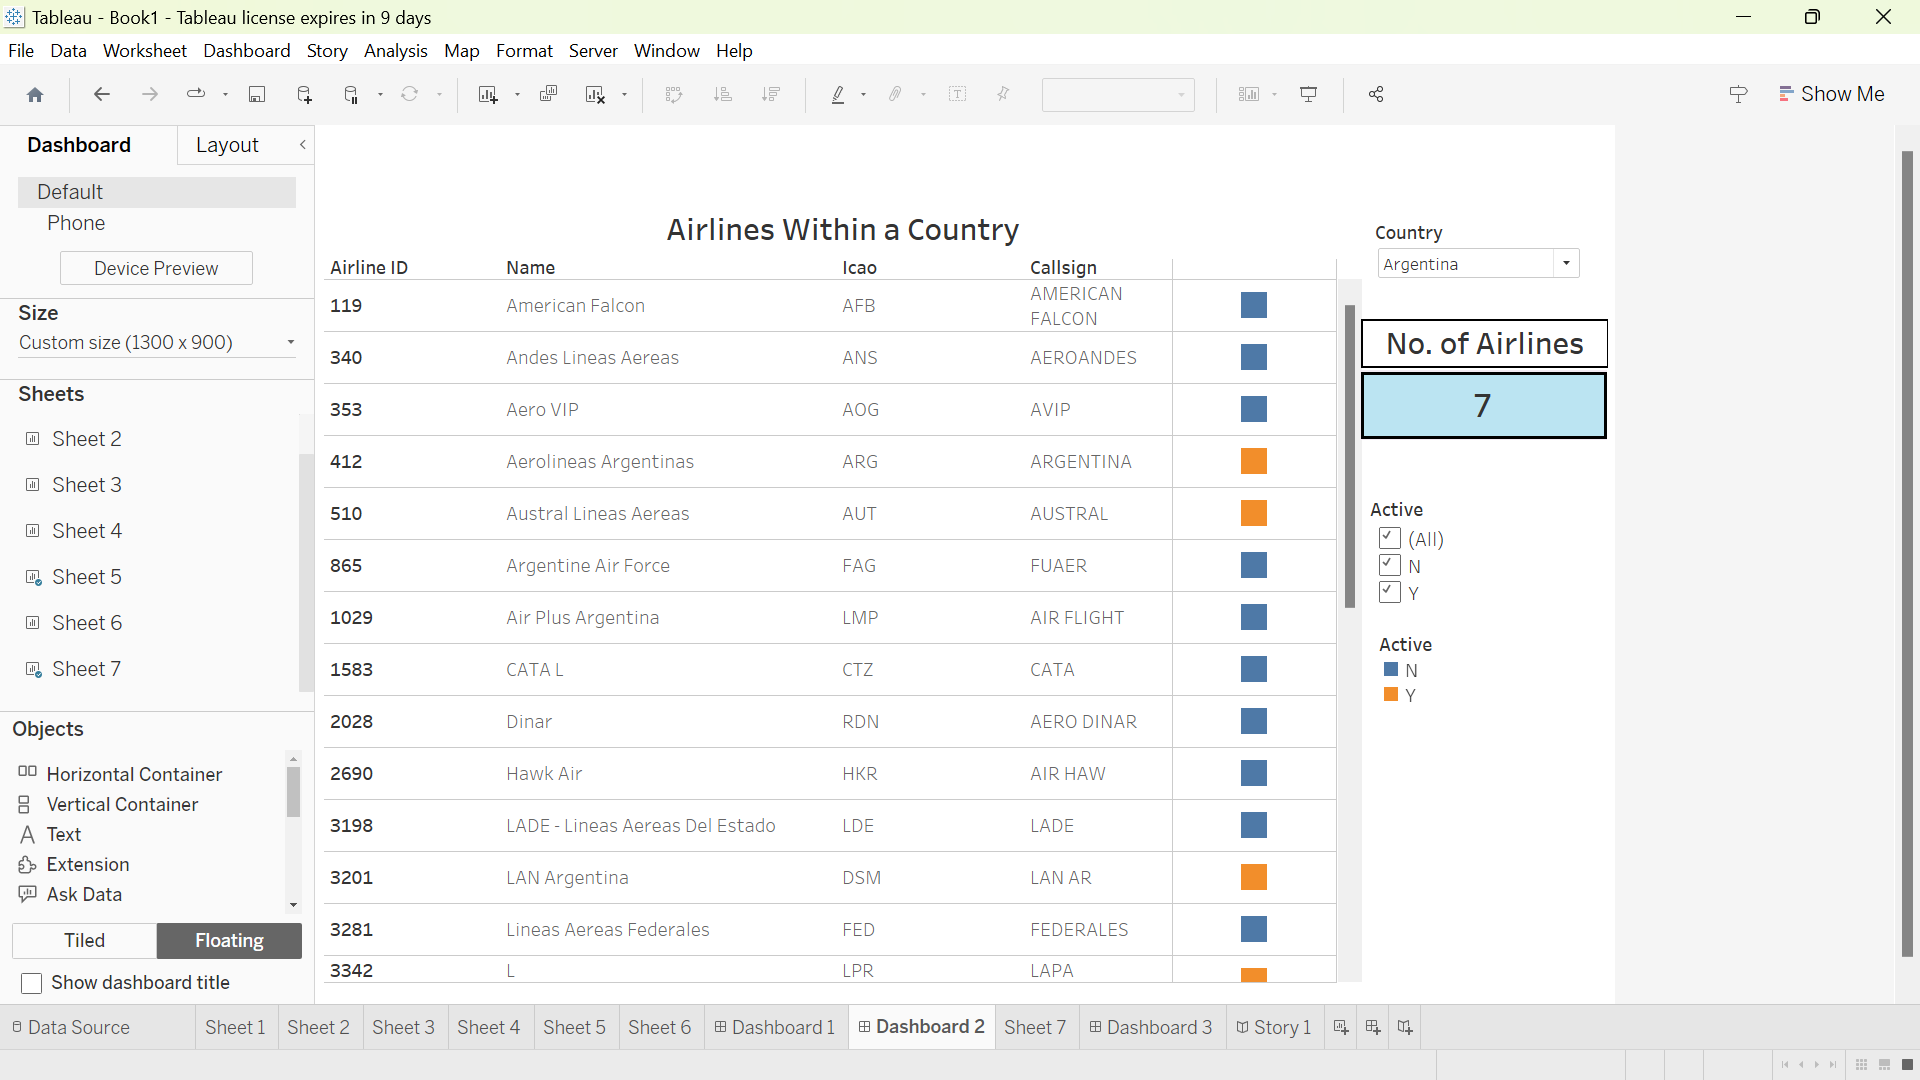 Tableau - Book1 - Tableau license expires in 9 days
File Data Worksheet Dashboard Story Analysis Map Format Server Window Help
Show Me
Dashboard Layout
Default
Phone
Device Preview
Size
Custom size (1300 x 900)
Sheets
Sheet 2
Sheet 3
Sheet 4
Sheet 5
Sheet 6
Sheet 7
Objects
Horizontal Container
Vertical Container
Text
Extension
Ask Data
Tiled Floating
Show dashboard title
Airlines Within a Country
Airline ID Name Icao Callsign
119 American Falcon AFB AMERICAN FALCON
340 Andes Lineas Aereas ANS AEROANDES
353 Aero VIP AOG AVIP
412 Aerolineas Argentinas ARG ARGENTINA
510 Austral Lineas Aereas AUT AUSTRAL
865 Argentine Air Force FAG FUAER
1029 Air Plus Argentina LMP AIR FLIGHT
1583 CATA L CTZ CATA
2028 Dinar RDN AERO DINAR
2690 Hawk Air HKR AIR HAW
3198 LADE - Lineas Aereas Del Estado LDE LADE
3201 LAN Argentina DSM LAN AR
3281 Lineas Aereas Federales FED FEDERALES
3342 L LPR LAPA
Country
Argentina
No. of Airlines
7
Active
(All)
N
Y
Active
N
Y
Data Source Sheet 1 Sheet 2 Sheet 3 Sheet 4 Sheet 5 Sheet 6 Dashboard 1 Dashboard 2 Sheet 7 Dashboard 3 Story 1